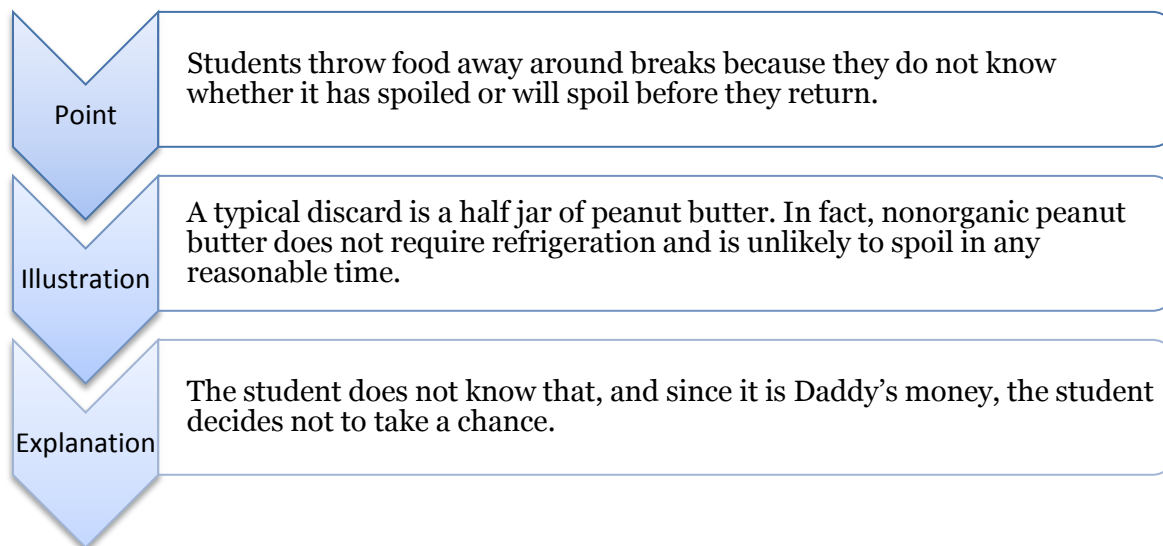 Point
Students throw food away around breaks because they do not know
whether it has spoiled or will spoil before they return.
Illustration
A typical discard is a half jar of peanut butter. In fact, nonorganic peanut
butter does not require refrigeration and is unlikely to spoil in any
reasonable time.
Explanation
The student does not know that, and since it is Daddy’s money, the student
decides not to take a chance.